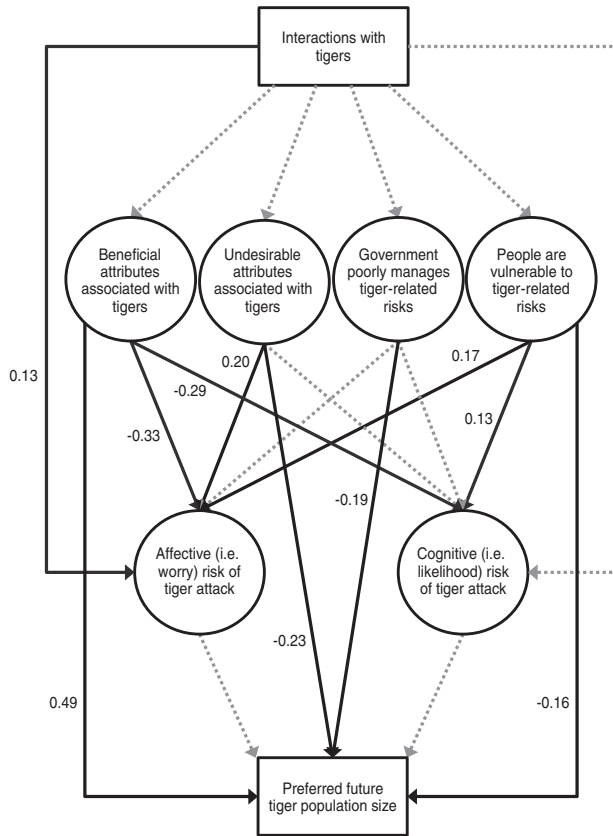 Interactions with
tigers
Beneficial
attributes
associated with
tigers
Undesirable
attributes
associated with
tigers
Government
poorly manages
tiger-related
risks
People are
vulnerable to
tiger-related
risks
0.13
-0.29
0.20
0.17
-0.33
0.13
-0.19
Affective (i.e.
worry) risk of
tiger attack
Cognitive (i.e.
likelihood) risk
of tiger attack
-0.23
0.49
-0.16
Preferred future
tiger population size